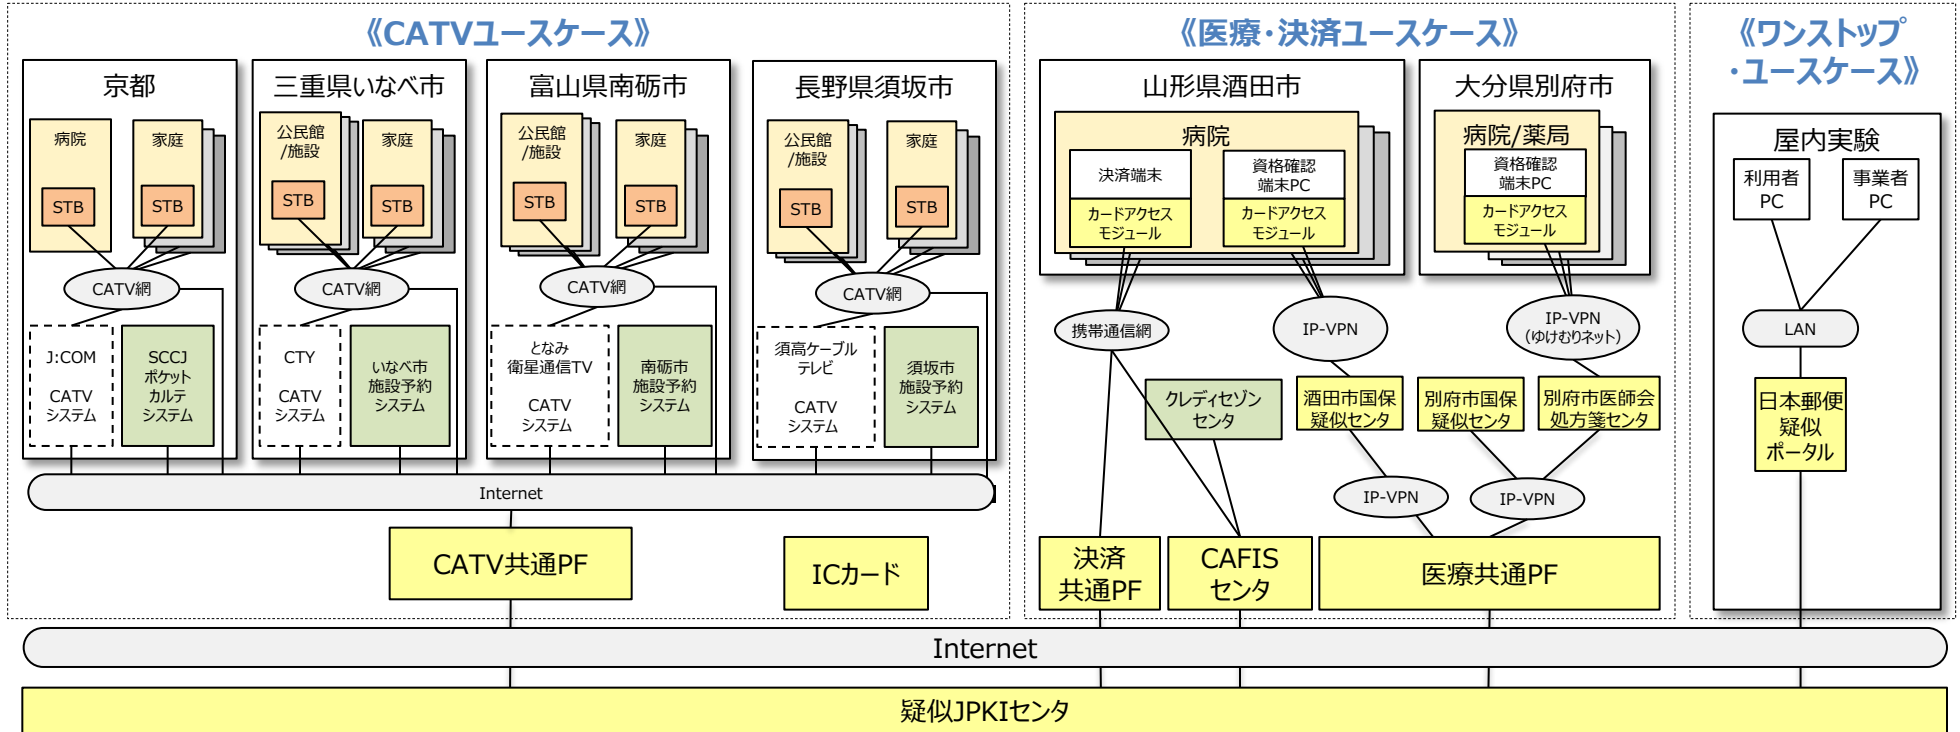 《CATVユースケース》
京都
病院
家庭
STB
STB
CATV網
J:COM
CATV
システム
SCCJ
ポケット
カルテ
システム
三重県いなべ市
公民館
/施設
家庭
STB
STB
CATV網
CTY
CATV
システム
いなべ市
施設予約
システム
富山県南砺市
公民館
/施設
家庭
STB
STB
CATV網
となみ
衛星通信TV
CATV
システム
南砺市
施設予約
システム
長野県須坂市
公民館
/施設
家庭
STB
STB
CATV網
須高ケーブル
テレビ
CATV
システム
須坂市
施設予約
システム
Internet
CATV共通PF
ICカード
《医療・決済ユースケース》
山形県酒田市
病院
決済端末
カードアクセス
モジュール
資格確認
端末PC
カードアクセス
モジュール
大分県別府市
病院/薬局
資格確認
端末PC
カードアクセス
モジュール
携帯通信網
IP-VPN
IP-VPN
(ゆけむりネット)
クレディセゾン
センタ
酒田市国保
疑似センタ
別府市国保
疑似センタ
別府市医師会
処方箋センタ
IP-VPN
IP-VPN
決済
共通PF
CAFIS
センタ
医療共通PF
《ワンストップ
・ユースケース》
屋内実験
利用者
PC
事業者
PC
LAN
日本郵便
疑似
ポータル
Internet
疑似JPKIセンタ